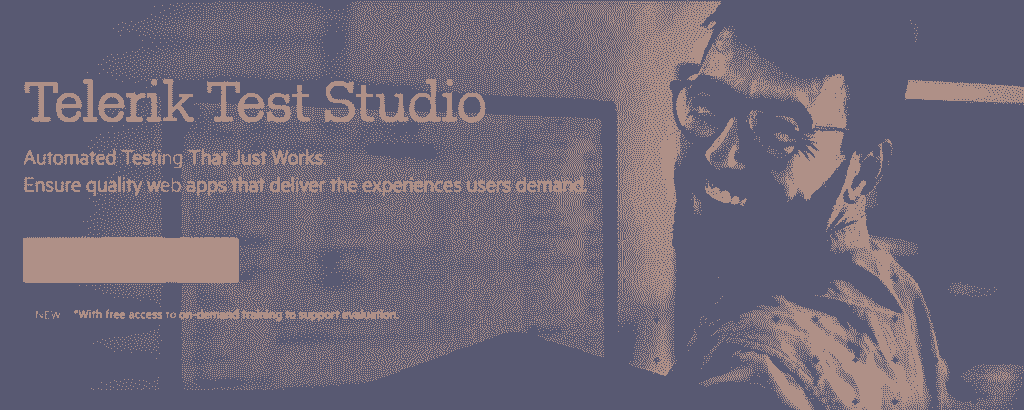 Telerik Test Studio
Automated Testing That Just Works.
Ensure quality web apps that deliver the experiences users demand.
NEW *With free access to on-demand training to support evaluation.